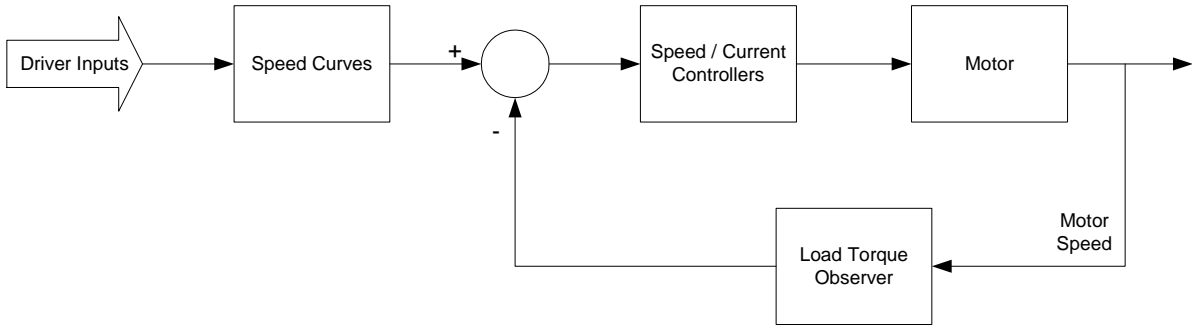 Driver Inputs
Speed Curves
+
-
Speed / Current
Controllers
Motor
Motor
Speed
Load Torque
Observer